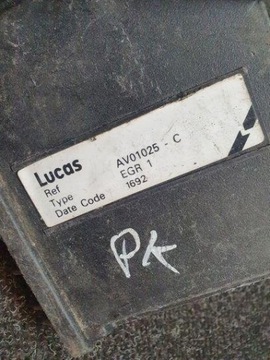 Lucas
Ref AV01025 - C
Type EGR 1
Date Code 1692
PK